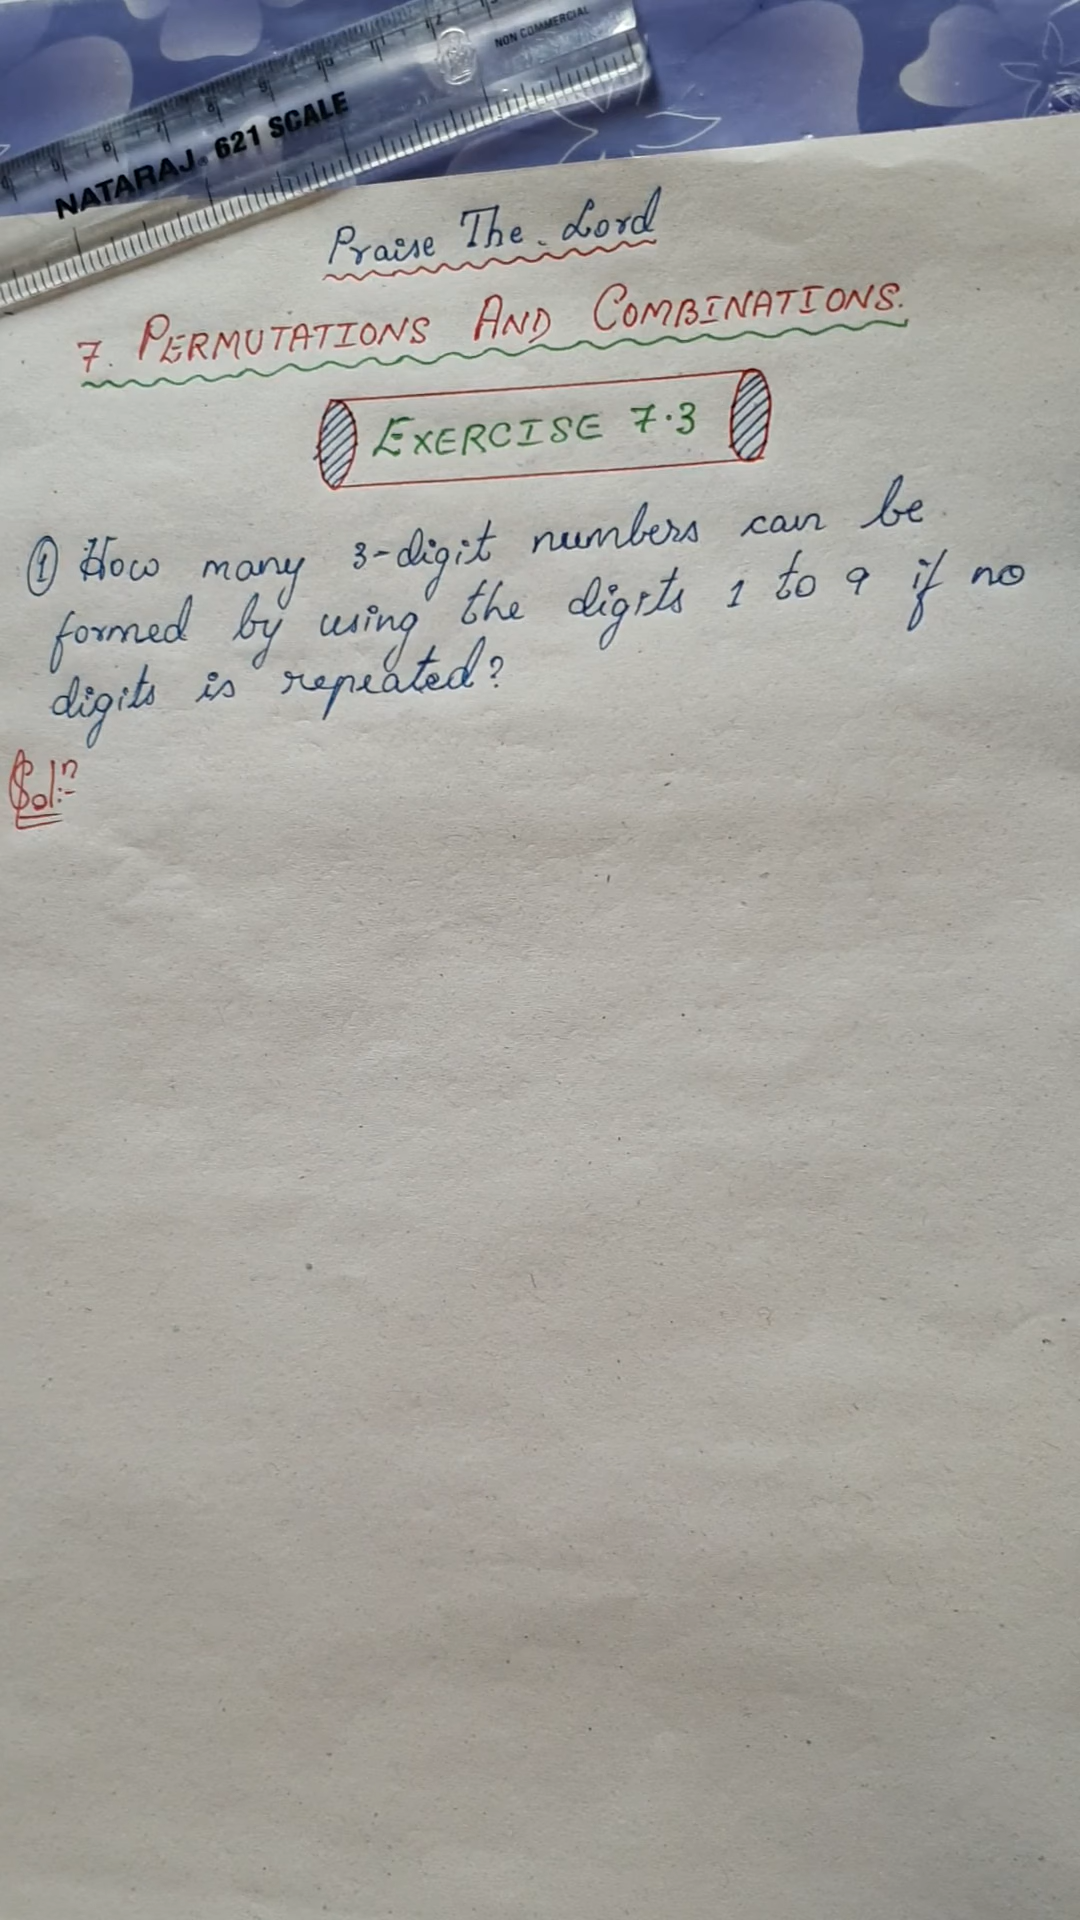 NON COMMERCIAL
NATARAJ 621 SCALE
Praise The Lord
7. PERMUTATIONS AND COMBINATIONS.
EXERCISE 7.3
① How many 3-digit numbers can be
formed by using the digits 1 to 9 if no
digits is repeated?
Sol:n